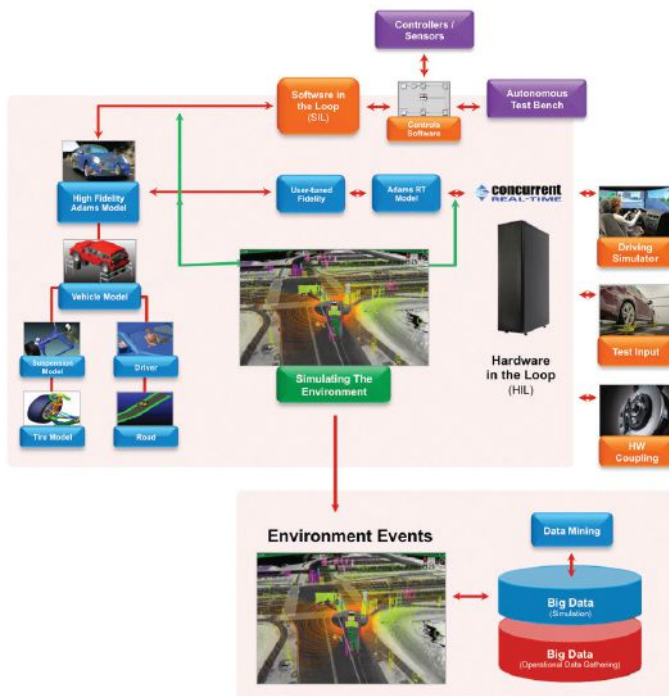 Controllers /
Sensors
Software in
the Loop
(SIL)
Controls
Software
Autonomous
Test Bench
High Fidelity
Adams Model
User-tuned
Fidelity
Adams RT
Model
concurrent
REAL-TIME
Driving
Simulator
Vehicle Model
Suspension
Model
Driver
Simulating The
Environment
Hardware
in the Loop
(HIL)
Test Input
Tire Model
Road
HW
Coupling
Environment Events
Data Mining
Big Data
(Simulation)
Big Data
(Operational Data Gathering)